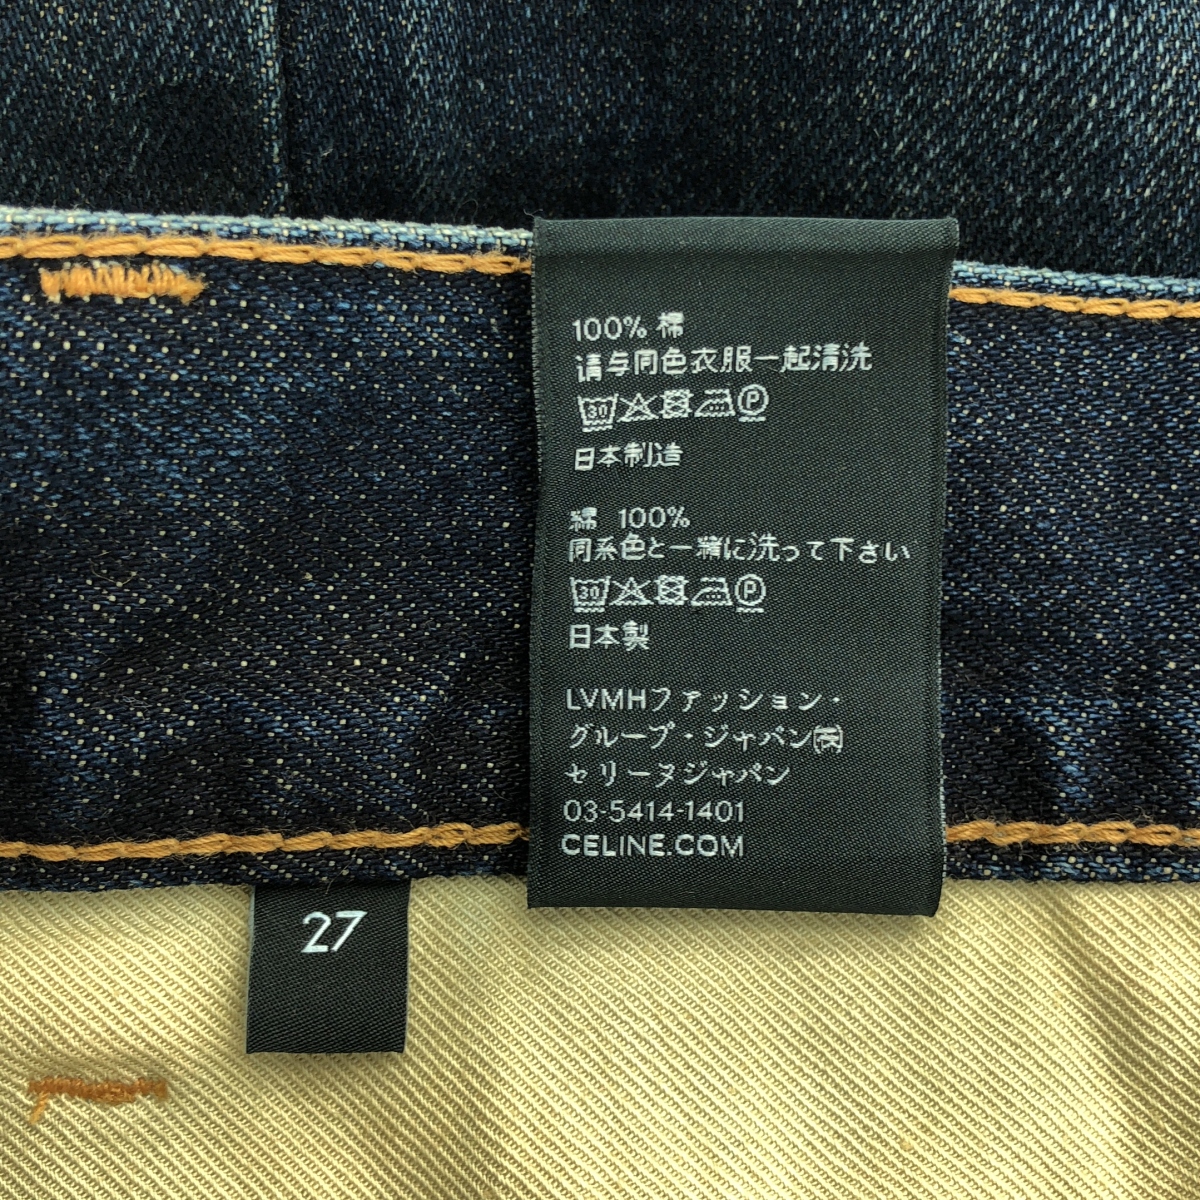 100% 棉
请与同色衣服一起清洗
30 P
日本制造
綿 100%
同系色と一緒に洗って下さい
30 P
日本製
LVMHファッション・
グループ・ジャパン㈱
セリーヌジャパン
03-5414-1401
CELINE.COM
27